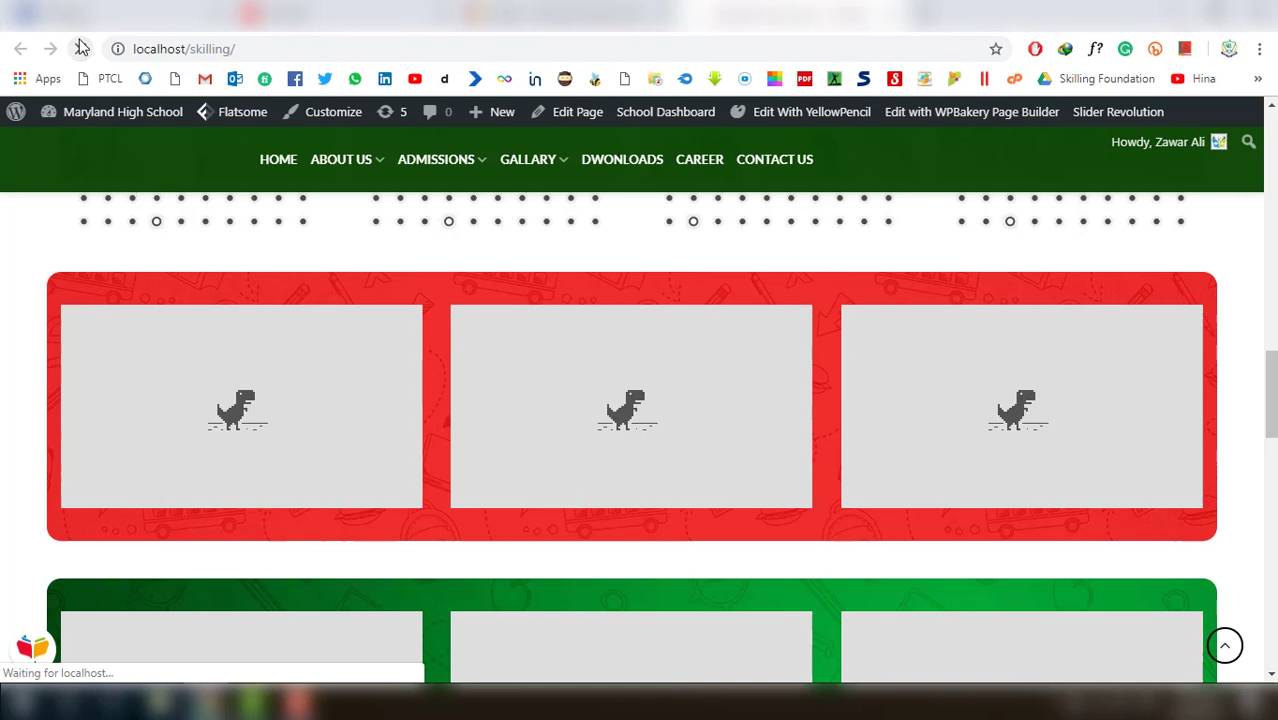 localhost/skilling/
Apps PTCL Skilling Foundation Hina »
Maryland High School Flatsome Customize 5 0 New Edit Page School Dashboard Edit With YellowPencil Edit with WPBakery Page Builder Slider Revolution
Howdy, Zawar Ali
HOME ABOUT US ADMISSIONS GALLARY DWONLOADS CAREER CONTACT US
Waiting for localhost...